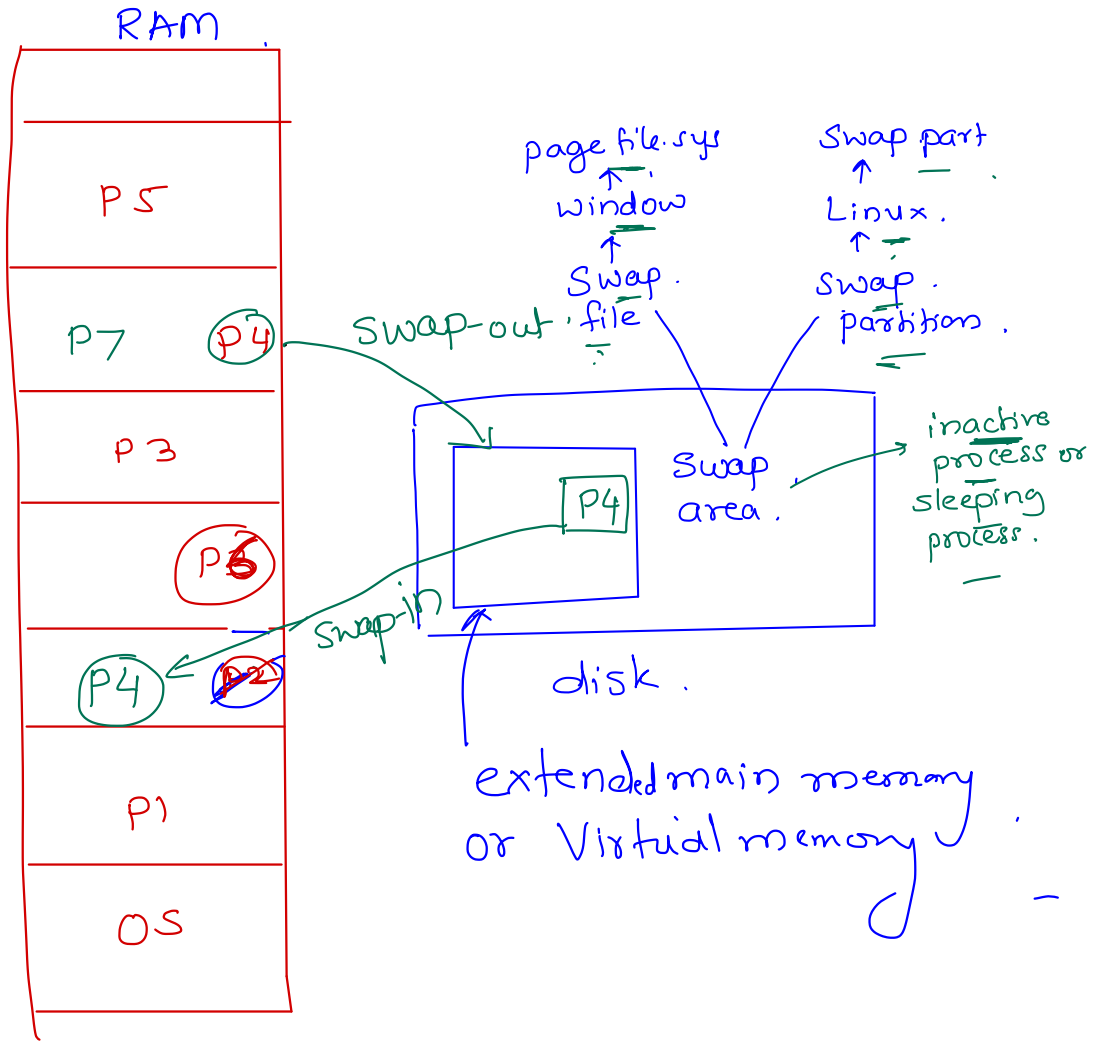 RAM
P5
P7 P4
P3
P6
P4 P2
P1
OS
swap-out
swap-in
page file.sys
window
Swap.
file
Swap part
Linux.
swap.
partition.
P4
Swap
area.
inactive
process or
sleeping
process.
disk.
extended main memory
or Virtual memory